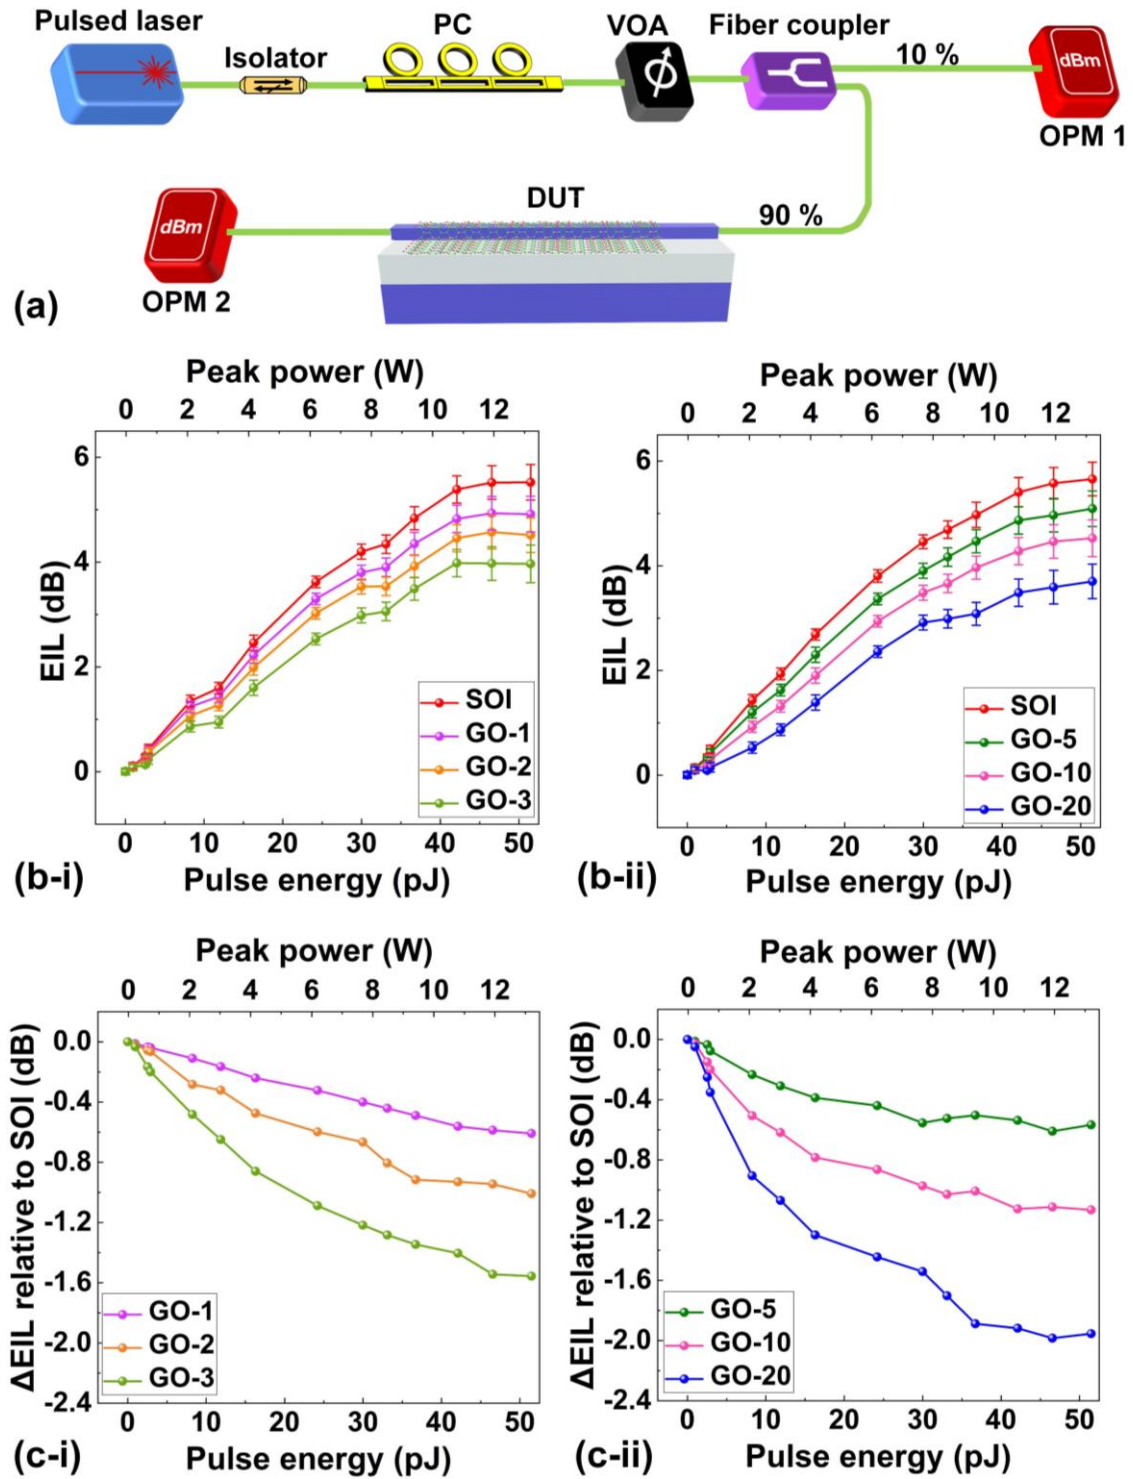 Pulsed laser
Isolator
PC
VOA
Fiber coupler
10 %
dBm
OPM 1
dBm
OPM 2
DUT
90 %
(a)
Peak power (W)
0 2 4 6 8 10 12
EIL (dB)
6
4
2
0
SOI
GO-1
GO-2
GO-3
0 10 20 30 40 50
Pulse energy (pJ)
(b-i)
Peak power (W)
0 2 4 6 8 10 12
EIL (dB)
6
4
2
0
SOI
GO-5
GO-10
GO-20
0 10 20 30 40 50
Pulse energy (pJ)
(b-ii)
Peak power (W)
0 2 4 6 8 10 12
ΔEIL relative to SOI (dB)
0.0
-0.4
-0.8
-1.2
-1.6
-2.0
-2.4
GO-1
GO-2
GO-3
0 10 20 30 40 50
Pulse energy (pJ)
(c-i)
Peak power (W)
0 2 4 6 8 10 12
ΔEIL relative to SOI (dB)
0.0
-0.4
-0.8
-1.2
-1.6
-2.0
-2.4
GO-5
GO-10
GO-20
0 10 20 30 40 50
Pulse energy (pJ)
(c-ii)